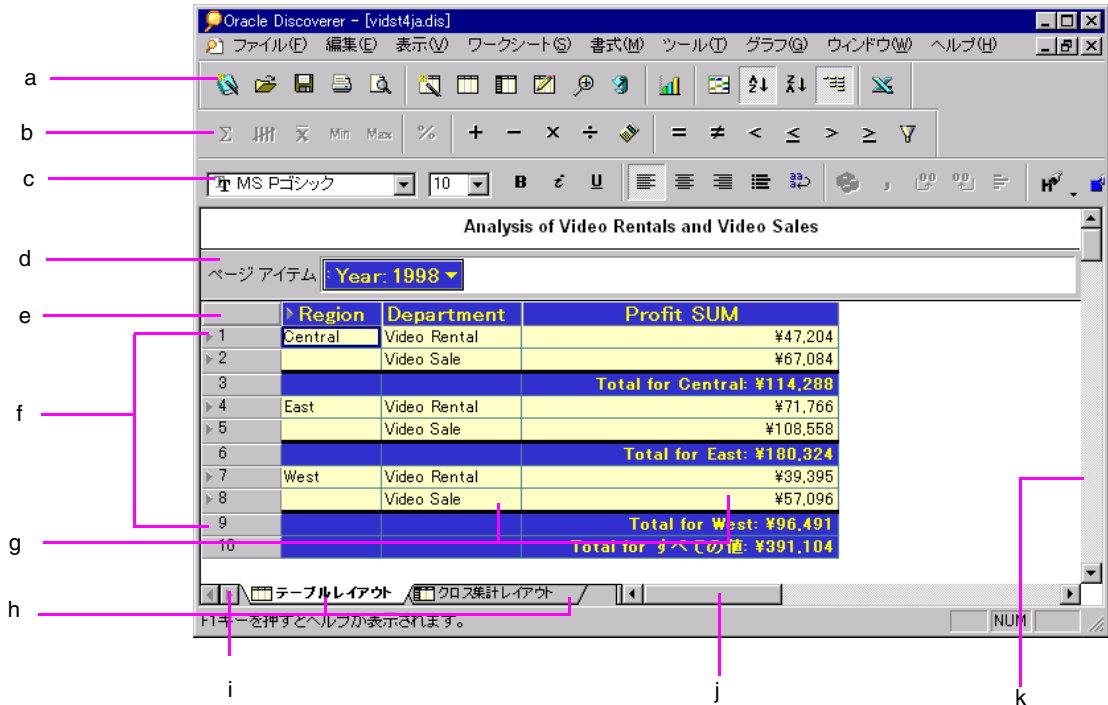 Oracle Discoverer - [vidst4ja.dis]
ファイル(F) 編集(E) 表示(V) ワークシート(S) 書式(M) ツール(T) グラフ(G) ウィンドウ(W) ヘルプ(H)
a
b
Σ X Min Max % + - × ÷ = ≠ < ≤ > ≥
c
MS Pゴシック 10 B i U
Analysis of Video Rentals and Video Sales
d
ページ アイテム Year: 1998
e
Region Department Profit SUM
1 Central Video Rental ¥47,204
2 Video Sale ¥67,084
3 Total for Central: ¥114,288
f
4 East Video Rental ¥71,766
5 Video Sale ¥108,558
6 Total for East: ¥180,324
7 West Video Rental ¥39,395
8 Video Sale ¥57,096
9 Total for West: ¥96,491
g
10 Total for すべての値: ¥391,104
h
テーブルレイアウト クロス集計レイアウト
F1キーを押すとヘルプが表示されます。 NUM
i
j
k